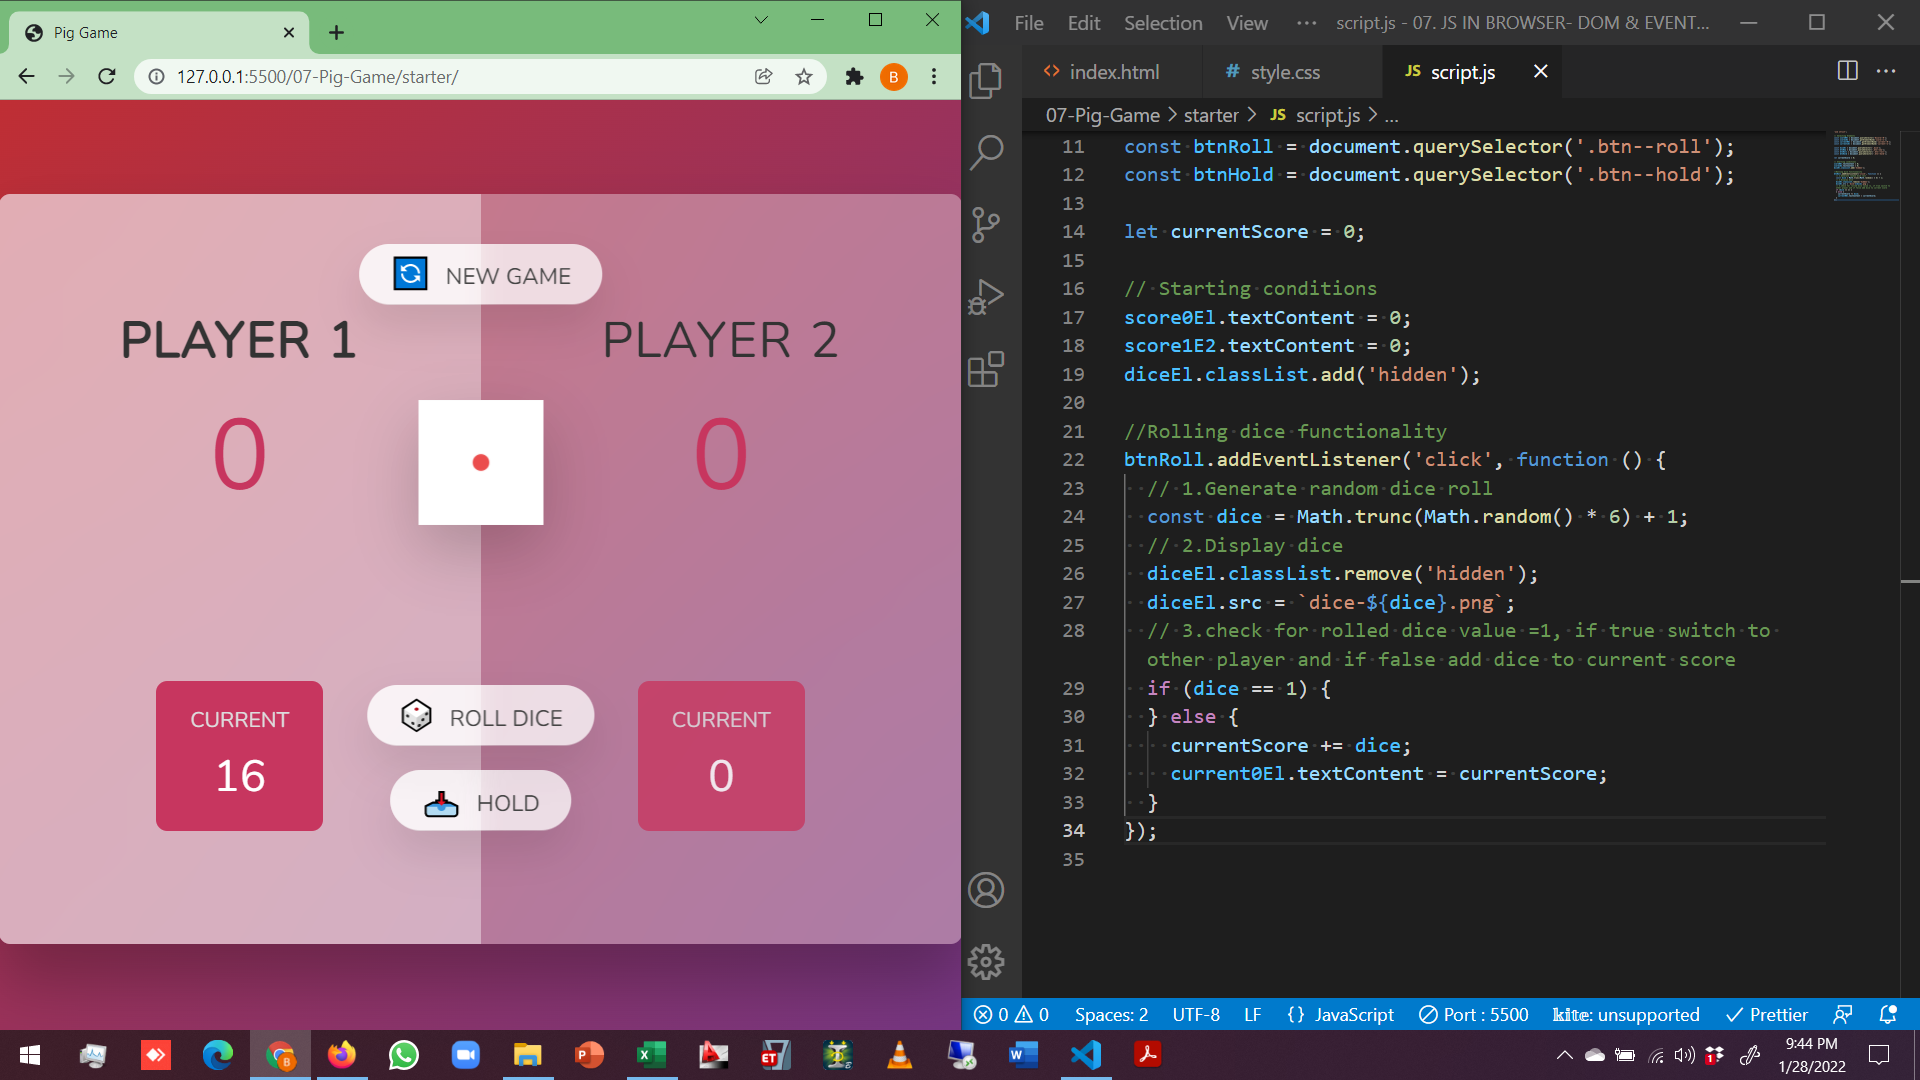 Pig Game
127.0.0.1:5500/07-Pig-Game/starter/
B
NEW GAME
PLAYER 1
PLAYER 2
0
0
CURRENT
16
ROLL DICE
HOLD
CURRENT
0
File Edit Selection View ··· script.js - 07. JS IN BROWSER- DOM & EVENT...
<> index.html
# style.css
JS script.js
07-Pig-Game > starter > JS script.js > ...
11 const btnRoll = document.querySelector('.btn--roll');
12 const btnHold = document.querySelector('.btn--hold');
13
14 let currentScore = 0;
15
16 // Starting conditions
17 score0El.textContent = 0;
18 score1E2.textContent = 0;
19 diceEl.classList.add('hidden');
20
21 //Rolling dice functionality
22 btnRoll.addEventListener('click', function () {
23 // 1.Generate random dice roll
24 const dice = Math.trunc(Math.random() * 6) + 1;
25 // 2.Display dice
26 diceEl.classList.remove('hidden');
27 diceEl.src = `dice-${dice}.png`;
28 // 3.check for rolled dice value =1, if true switch to
other player and if false add dice to current score
29 if (dice == 1) {
30 } else {
31 currentScore += dice;
32 current0El.textContent = currentScore;
33 }
34 });
35
0 0 Spaces: 2 UTF-8 LF {} JavaScript Port : 5500 kite: unsupported Prettier
9:44 PM
1/28/2022